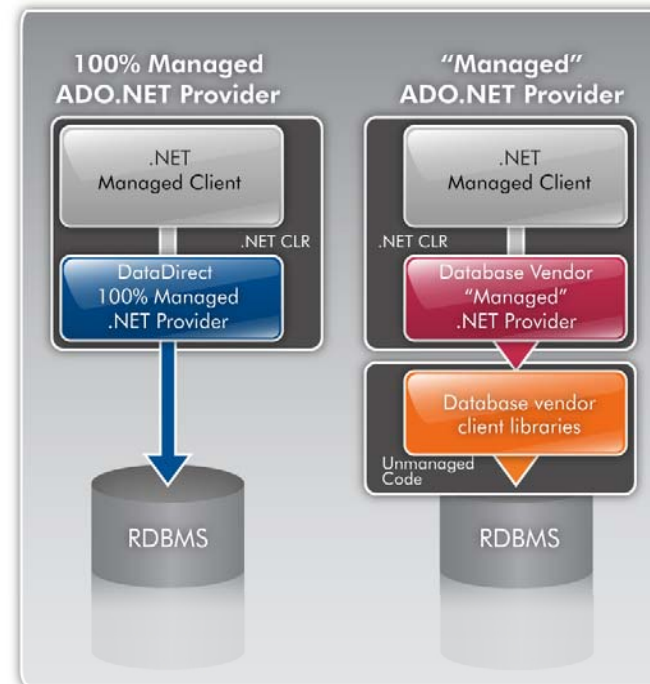 100% Managed
ADO.NET Provider
.NET
Managed Client
.NET CLR
DataDirect
100% Managed
.NET Provider
RDBMS
“Managed”
ADO.NET Provider
.NET
Managed Client
.NET CLR
Database Vendor
“Managed”
.NET Provider
Database vendor
client libraries
Unmanaged
Code
RDBMS